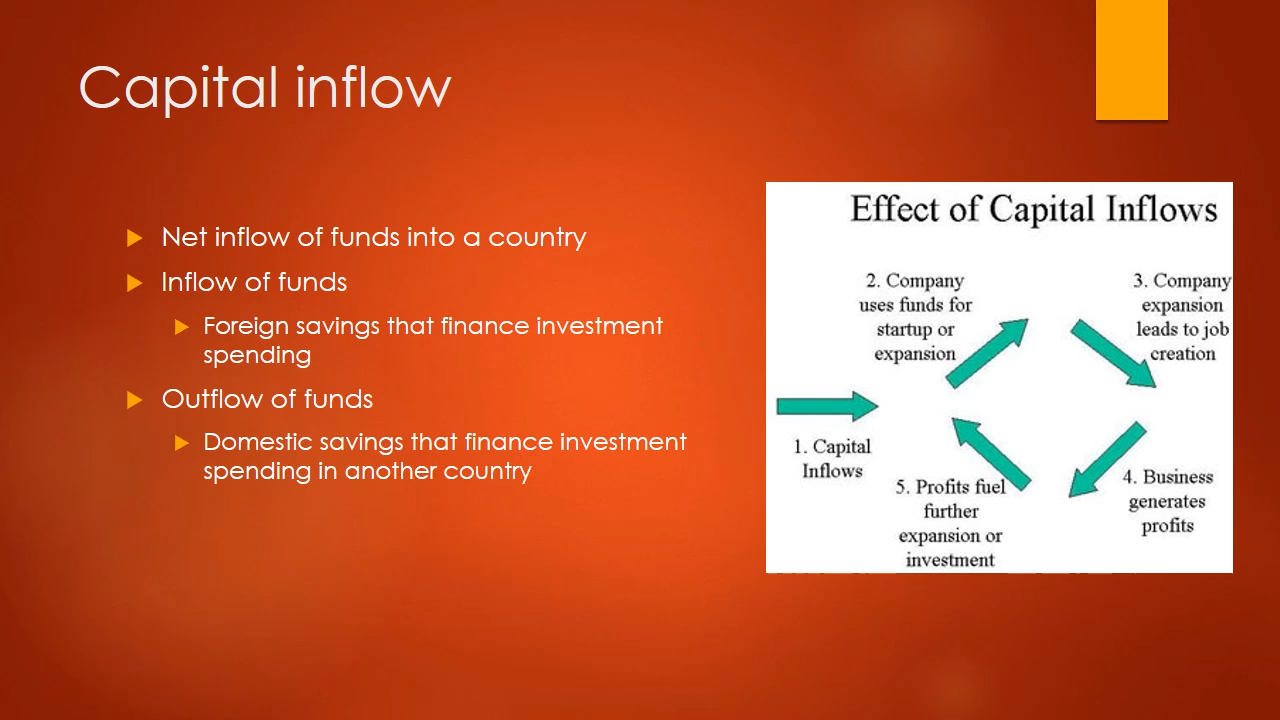 Capital inflow
Net inflow of funds into a country
Inflow of funds
Foreign savings that finance investment
spending
Outflow of funds
Domestic savings that finance investment
spending in another country
Effect of Capital Inflows
1. Capital
Inflows
2. Company
uses funds for
startup or
expansion
3. Company
expansion
leads to job
creation
4. Business
generates
profits
5. Profits fuel
further
expansion or
investment